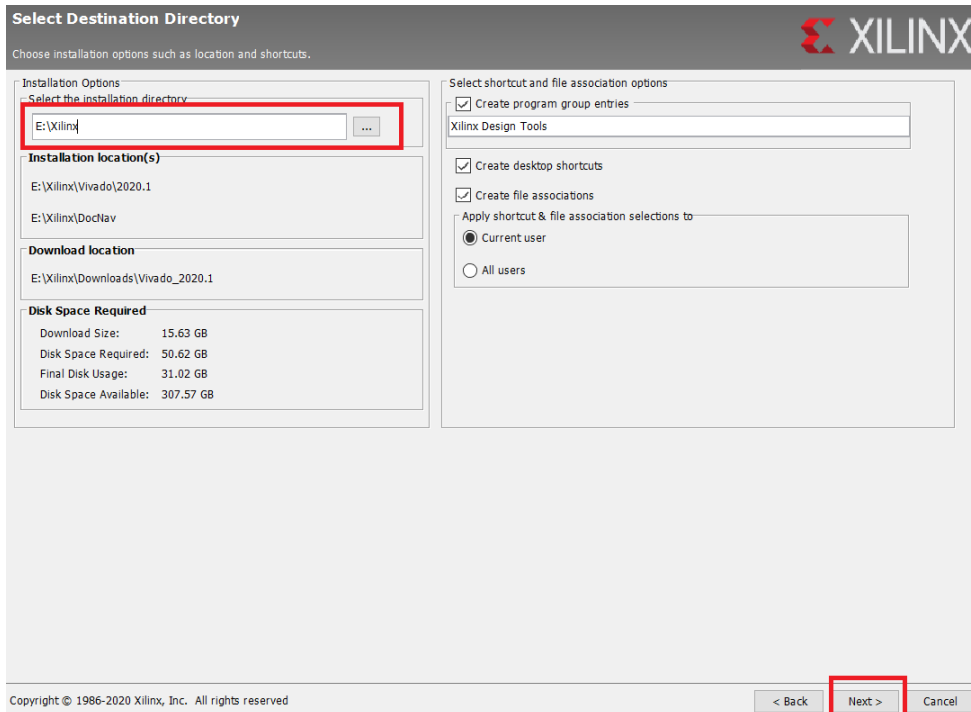 Select Destination Directory
Choose installation options such as location and shortcuts.
XILINX
Installation Options
Select the installation directory
E:\Xilinx
...
Installation location(s)
E:\Xilinx\Vivado\2020.1
E:\Xilinx\DocNav
Download location
E:\Xilinx\Downloads\Vivado_2020.1
Disk Space Required
Download Size: 15.63 GB
Disk Space Required: 50.62 GB
Final Disk Usage: 31.02 GB
Disk Space Available: 307.57 GB
Select shortcut and file association options
Create program group entries
Xilinx Design Tools
Create desktop shortcuts
Create file associations
Apply shortcut & file association selections to
Current user
All users
Copyright © 1986-2020 Xilinx, Inc. All rights reserved
< Back Next > Cancel